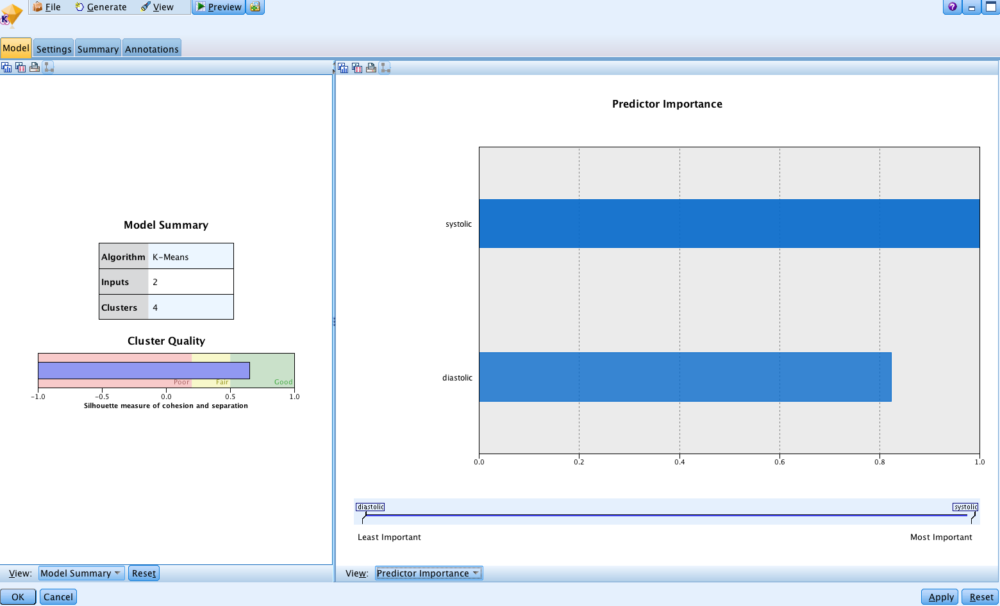 File Generate View Preview
K
Model Settings Summary Annotations
Model Summary
Algorithm K-Means
Inputs 2
Clusters 4
Cluster Quality
Poor Fair Good
-1.0 -0.5 0.0 0.5 1.0
Silhouette measure of cohesion and separation
View: Model Summary Reset
Predictor Importance
systolic
diastolic
0.0 0.2 0.4 0.6 0.8 1.0
diastolic systolic
Least Important Most Important
View: Predictor Importance
OK Cancel Apply Reset